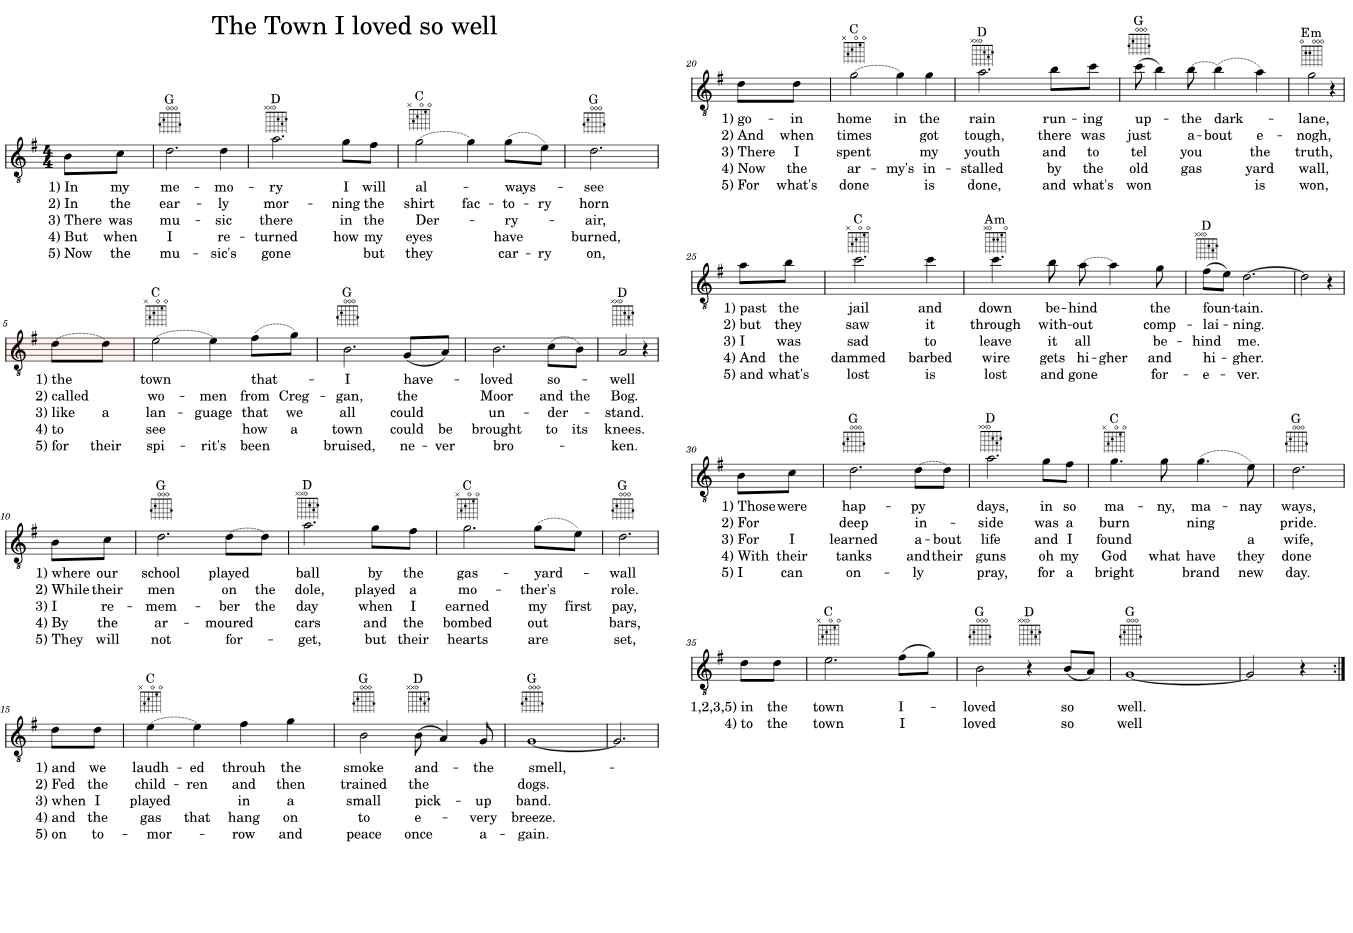 The Town I loved so well
G D C G
1) In my me - mo - ry I will al - ways - see
2) In the ear - ly mor - ning the shirt fac - to - ry horn
3) There was mu - sic there in the Der - ry - air,
4) But when I re - turned how my eyes have burned,
5) Now the mu - sic's gone but they car - ry on,
5
C G D
1) the town that - I have - loved so - well
2) called wo - men from Creg - gan, the Moor and the Bog.
3) like a lan - guage that we all could un - der - stand.
4) to see how a town could be brought to its knees.
5) for their spi - rit's been bruised, ne - ver bro - ken.
10
G D C G
1) where our school played ball by the gas - yard - wall
2) While their men on the dole, played a mo - ther's role.
3) I re - mem - ber the day when I earned my first pay,
4) By the ar - moured cars and the bombed out bars,
5) They will not for - get, but their hearts are set,
15
C G D G
1) and we laudh - ed throuh the smoke and - the smell, -
2) Fed the child - ren and then trained the dogs.
3) when I played in a small pick - up band.
4) and the gas that hang on to e - very breeze.
5) on to - mor - row and peace once a - gain.
20
C D G Em
1) go - in home in the rain run - ing up - the dark - lane,
2) And when times got tough, there was just a - bout e - nogh,
3) There I spent my youth and to tel you the truth,
4) Now the ar - my's in - stalled by the old gas yard wall,
5) For what's done is done, and what's won is won,
25
C Am D
1) past the jail and down be - hind the foun - tain.
2) but they saw it through with - out comp - lai - ning.
3) I was sad to leave it all be - hind me.
4) And the dammed barbed wire gets hi - gher and hi - gher.
5) and what's lost is lost and gone for - e - ver.
30
G D C G
1) Those were hap - py days, in so ma - ny, ma - nay ways,
2) For deep in - side was a burn ning - pride.
3) For I learned a - bout life and I found a wife,
4) With their tanks and their guns oh my God what have they done
5) I can on - ly pray, for a bright brand new day.
35
C G D G
1,2,3,5) in the town I - loved so well.
4) to the town I loved so well